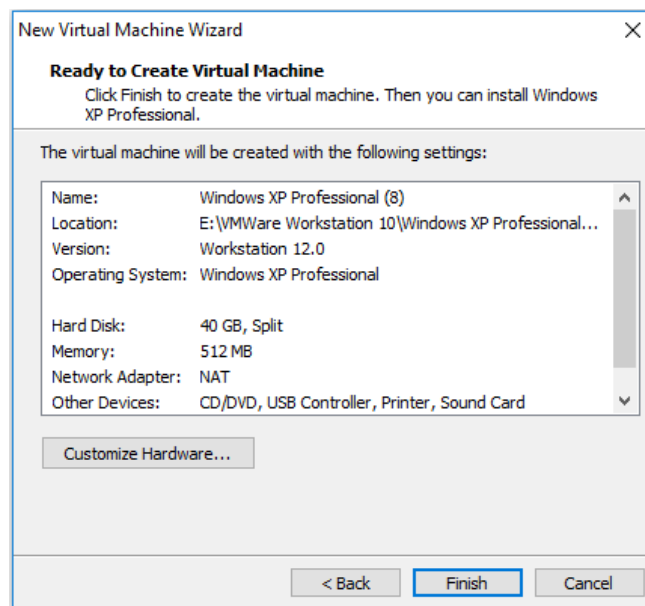 New Virtual Machine Wizard
Ready to Create Virtual Machine
Click Finish to create the virtual machine. Then you can install Windows
XP Professional.
The virtual machine will be created with the following settings:
Name: Windows XP Professional (8)
Location: E:\VMWare Workstation 10\Windows XP Professional...
Version: Workstation 12.0
Operating System: Windows XP Professional
Hard Disk: 40 GB, Split
Memory: 512 MB
Network Adapter: NAT
Other Devices: CD/DVD, USB Controller, Printer, Sound Card
Customize Hardware...
< Back Finish Cancel